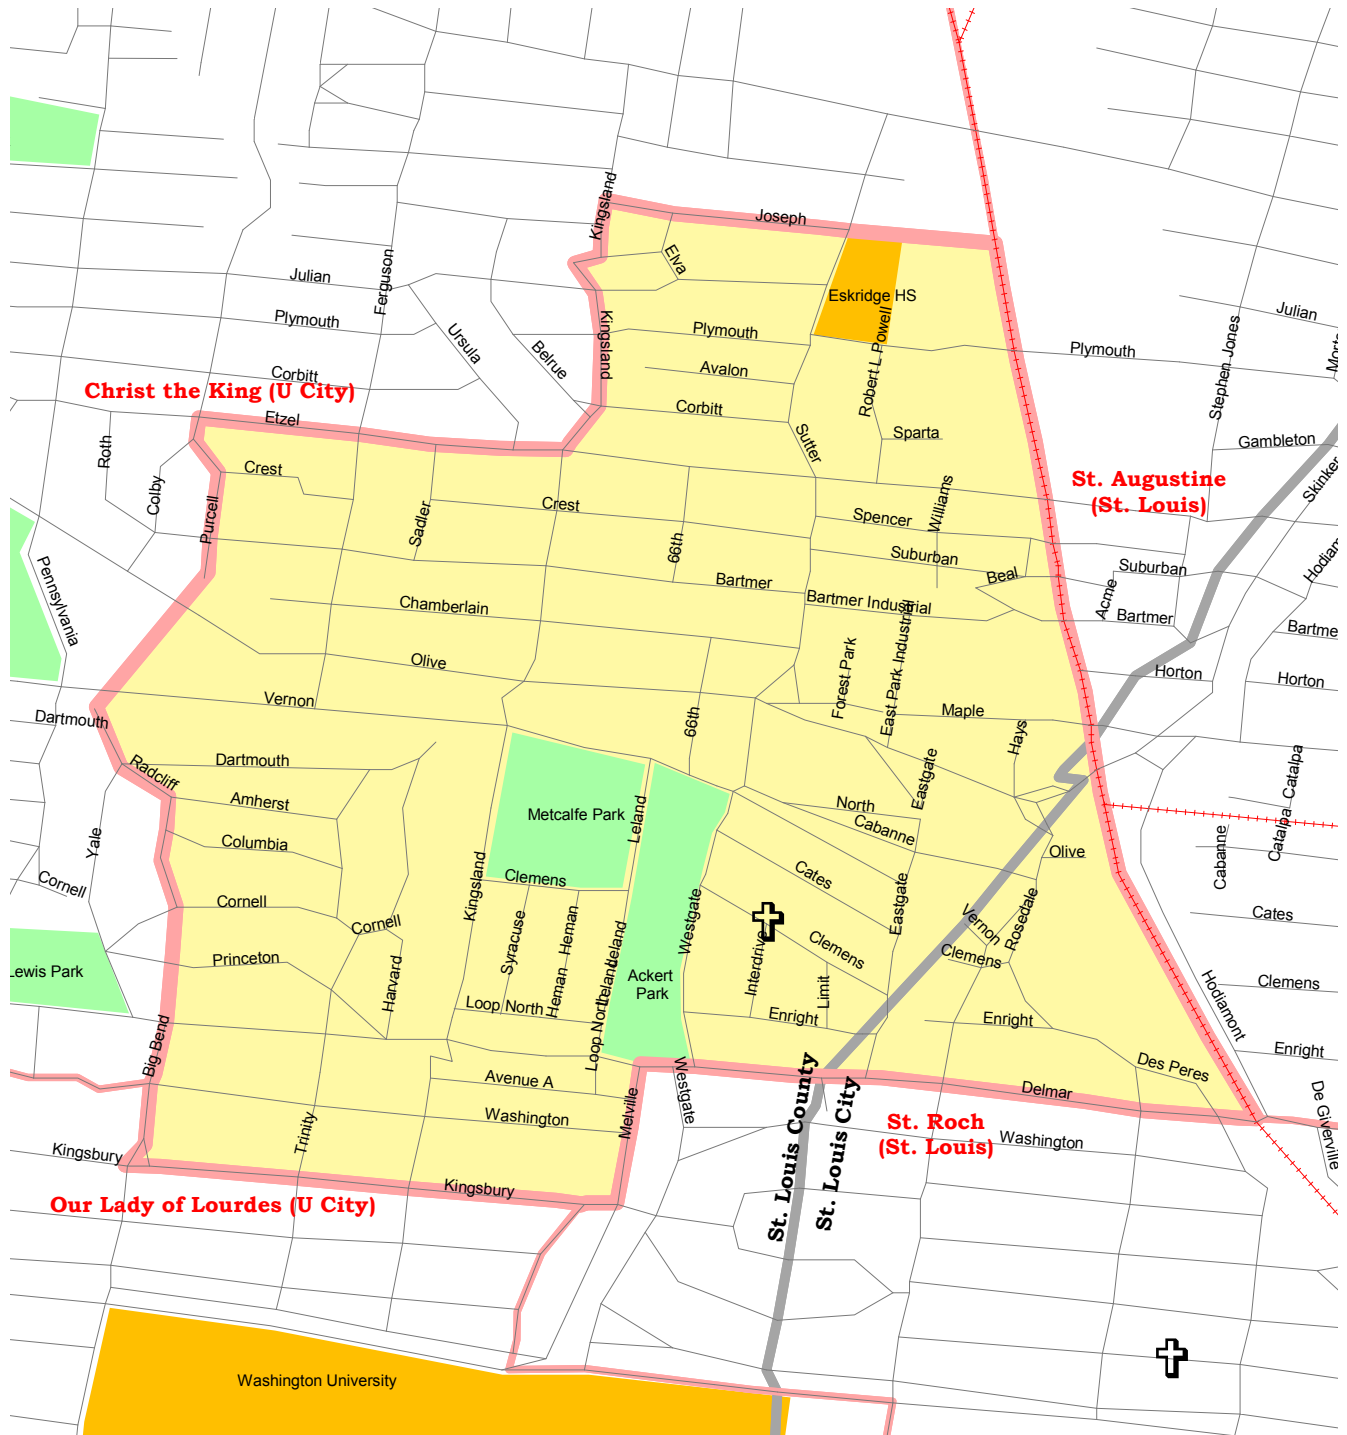 Kingsland
Joseph
Elva
Ferguson
Julian
Eskridge HS
Julian
Plymouth
Kingsland
Plymouth
Robert L Powell
Plymouth
Stephen Jones
Ursula
Belrue
Avalon
Corbitt
Christ the King (U City)
Corbitt
Etzel
Sutter
Sparta
Gambleton
Roth
Crest
Colby
St. Augustine
(St. Louis)
Skinker
Purcell
Crest
Sadler
Williams
Spencer
66th
Suburban
Beal
Suburban
Pennsylvania
Bartmer
Bartmer Industrial
Acme
Bartmer
Chamberlain
Forest Park
East Park Industrial
Olive
Horton
Horton
Vernon
Dartmouth
66th
Maple
Hays
Dartmouth
Radcliff
Amherst
Metcalfe Park
Leland
Eastgate
North
Cabanne
Catalpa
Catalpa
Columbia
Yale
Olive
Cabanne
Cornell
Kingsland
Clemens
Cates
Cornell
Cornell
Syracuse
Heman
Heman
Leland
Leland
Westgate
Eastgate
Vernon
Rosedale
Cates
Princeton
Lewis Park
Harvard
Ackert
Park
Interdrive
Clemens
Limit
Clemens
Clemens
Loop North
Loop North
Enright
Enright
Hodiamont
Enright
Big Bend
Avenue A
Westgate
Delmar
Des Peres
De Giverville
Washington
Melville
Trinity
St. Louis County
St. Louis City
St. Roch
(St. Louis)
Washington
Kingsbury
Kingsbury
Our Lady of Lourdes (U City)
Washington University